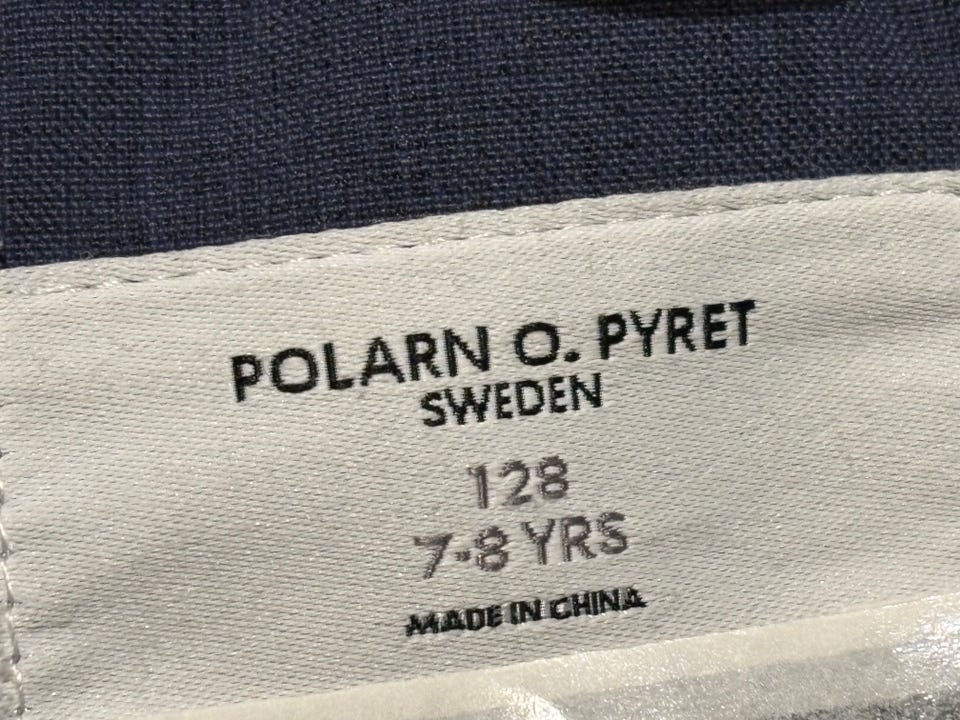 POLARN O. PYRET
SWEDEN
128
7-8 YRS
MADE IN CHINA